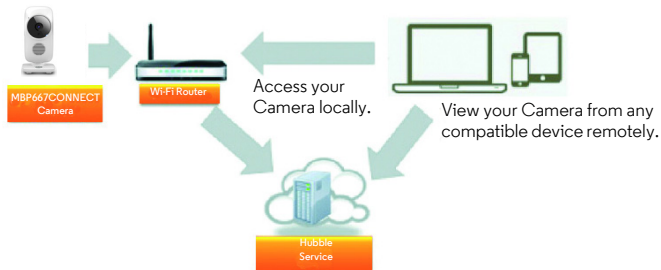 MBP667CONNECT
Camera
Wi-Fi Router
Access your
Camera locally.
View your Camera from any
compatible device remotely.
Hubble
Service